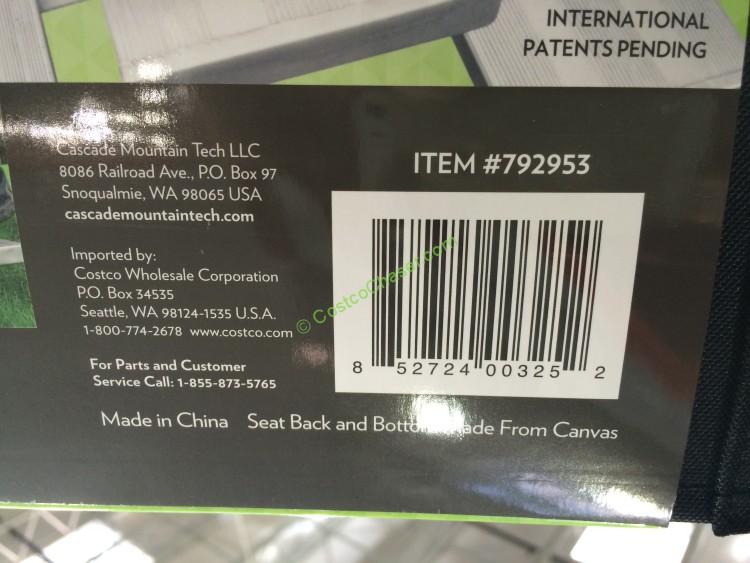 INTERNATIONAL
PATENTS PENDING
Cascade Mountain Tech LLC
8086 Railroad Ave., P.O. Box 97
Snoqualmie, WA 98065 USA
cascademountaintech.com
Imported by:
Costco Wholesale Corporation
P.O. Box 34535
Seattle, WA 98124-1535 U.S.A.
1-800-774-2678 www.costco.com
For Parts and Customer
Service Call: 1-855-873-5765
ITEM #792953
8 52724 00325 2
© CostcoChaser.com
Made in China Seat Back and Bottom Made From Canvas